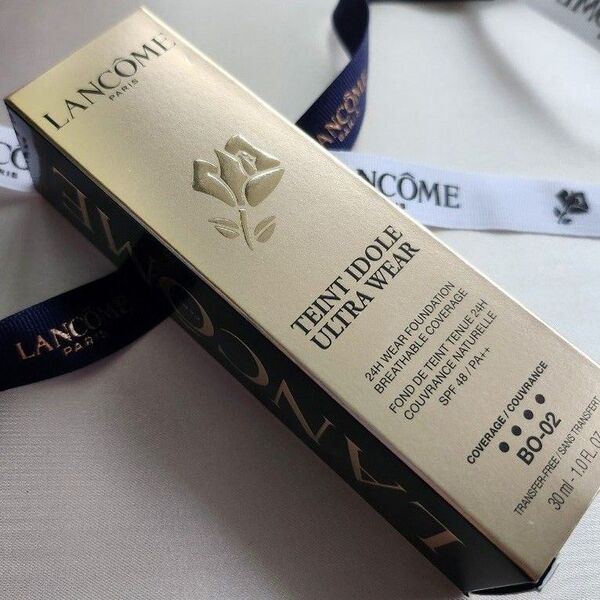 LANCÔME
PARIS
TEINT IDOLE
ULTRA WEAR
24H WEAR FOUNDATION
BREATHABLE COVERAGE
FOND DE TEINT TENUE 24H
COUVRANCE NATURELLE
SPF 48 / PA++
COVERAGE / COUVRANCE
BO-02
TRANSFER-FREE / SANS TRANSFERT
30 ml - 1.0 FL. OZ
LANCÔME
LANCÔME
PARIS
LANCÔME
PARIS
NCÔME